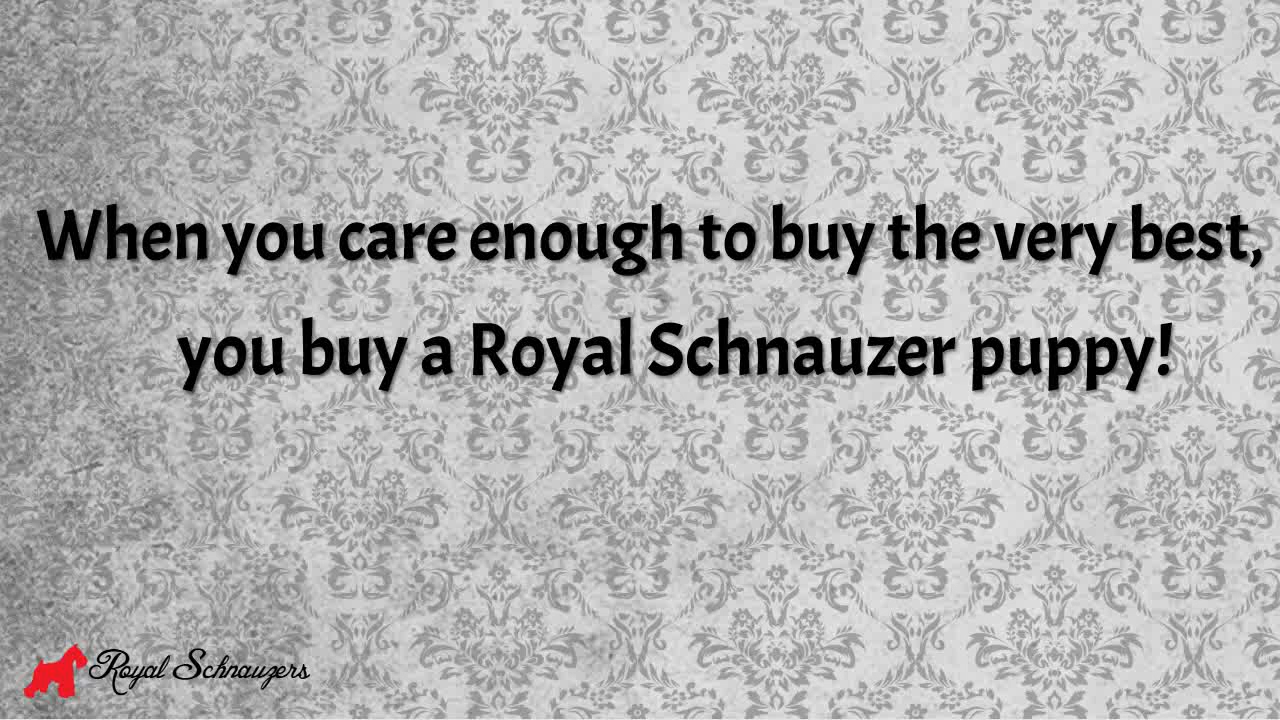 When you care enough to buy the very best,
you buy a Royal Schnauzer puppy!
Royal Schnauzers